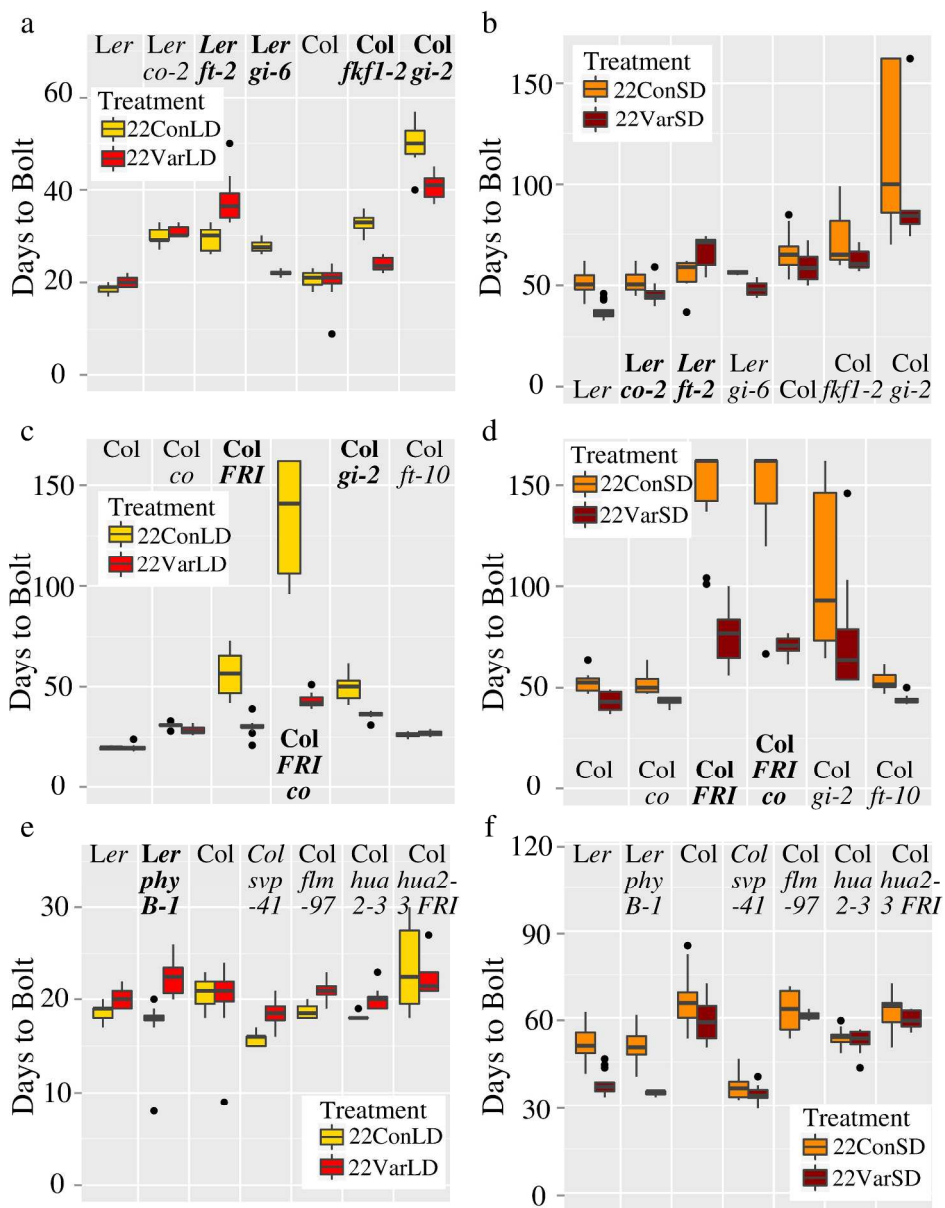 a
Ler Ler Ler Ler Col Col Col
co-2 ft-2 gi-6 fkf1-2 gi-2
Days to Bolt
60
40
20
0
Treatment
22ConLD
22VarLD
b
Days to Bolt
150
100
50
0
Treatment
22ConSD
22VarSD
Ler Ler Ler Ler Col Col Col
co-2 ft-2 gi-6 fkf1-2 gi-2
c
Col Col Col Col Col
co FRI gi-2 ft-10
Days to Bolt
150
100
50
0
Treatment
22ConLD
22VarLD
Col
FRI
co
d
Days to Bolt
150
100
50
0
Treatment
22ConSD
22VarSD
Col Col Col Col Col Col
co FRI FRI gi-2 ft-10
co
e
Ler Ler Col Col Col Col Col
phy svp flm hua hua2-
B-1 -41 -97 2-3 3 FRI
Days to Bolt
30
20
10
0
Treatment
22ConLD
22VarLD
f
Ler Ler Col Col Col Col Col
phy svp flm hua hua2-
B-1 -41 -97 2-3 3 FRI
Days to Bolt
120
90
60
30
0
Treatment
22ConSD
22VarSD